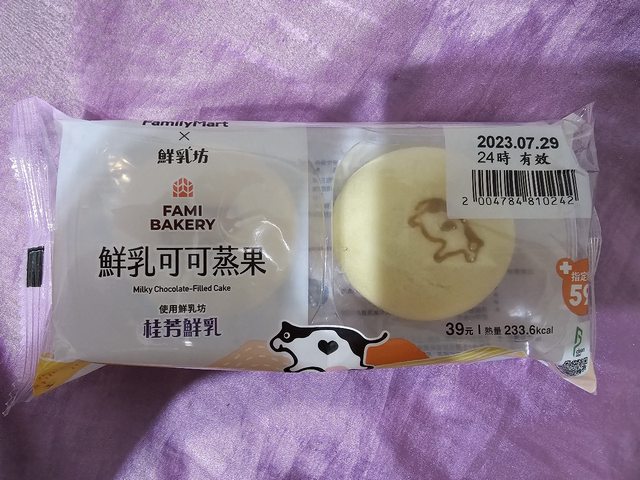 FamilyMart
×
鮮乳坊
FAMI
BAKERY
鮮乳可可蒸果
Milky Chocolate-Filled Cake
使用鮮乳坊
桂芳鮮乳
2023.07.29
24時 有效
2 004784 810242
指定
39元 | 熱量 233.6kcal